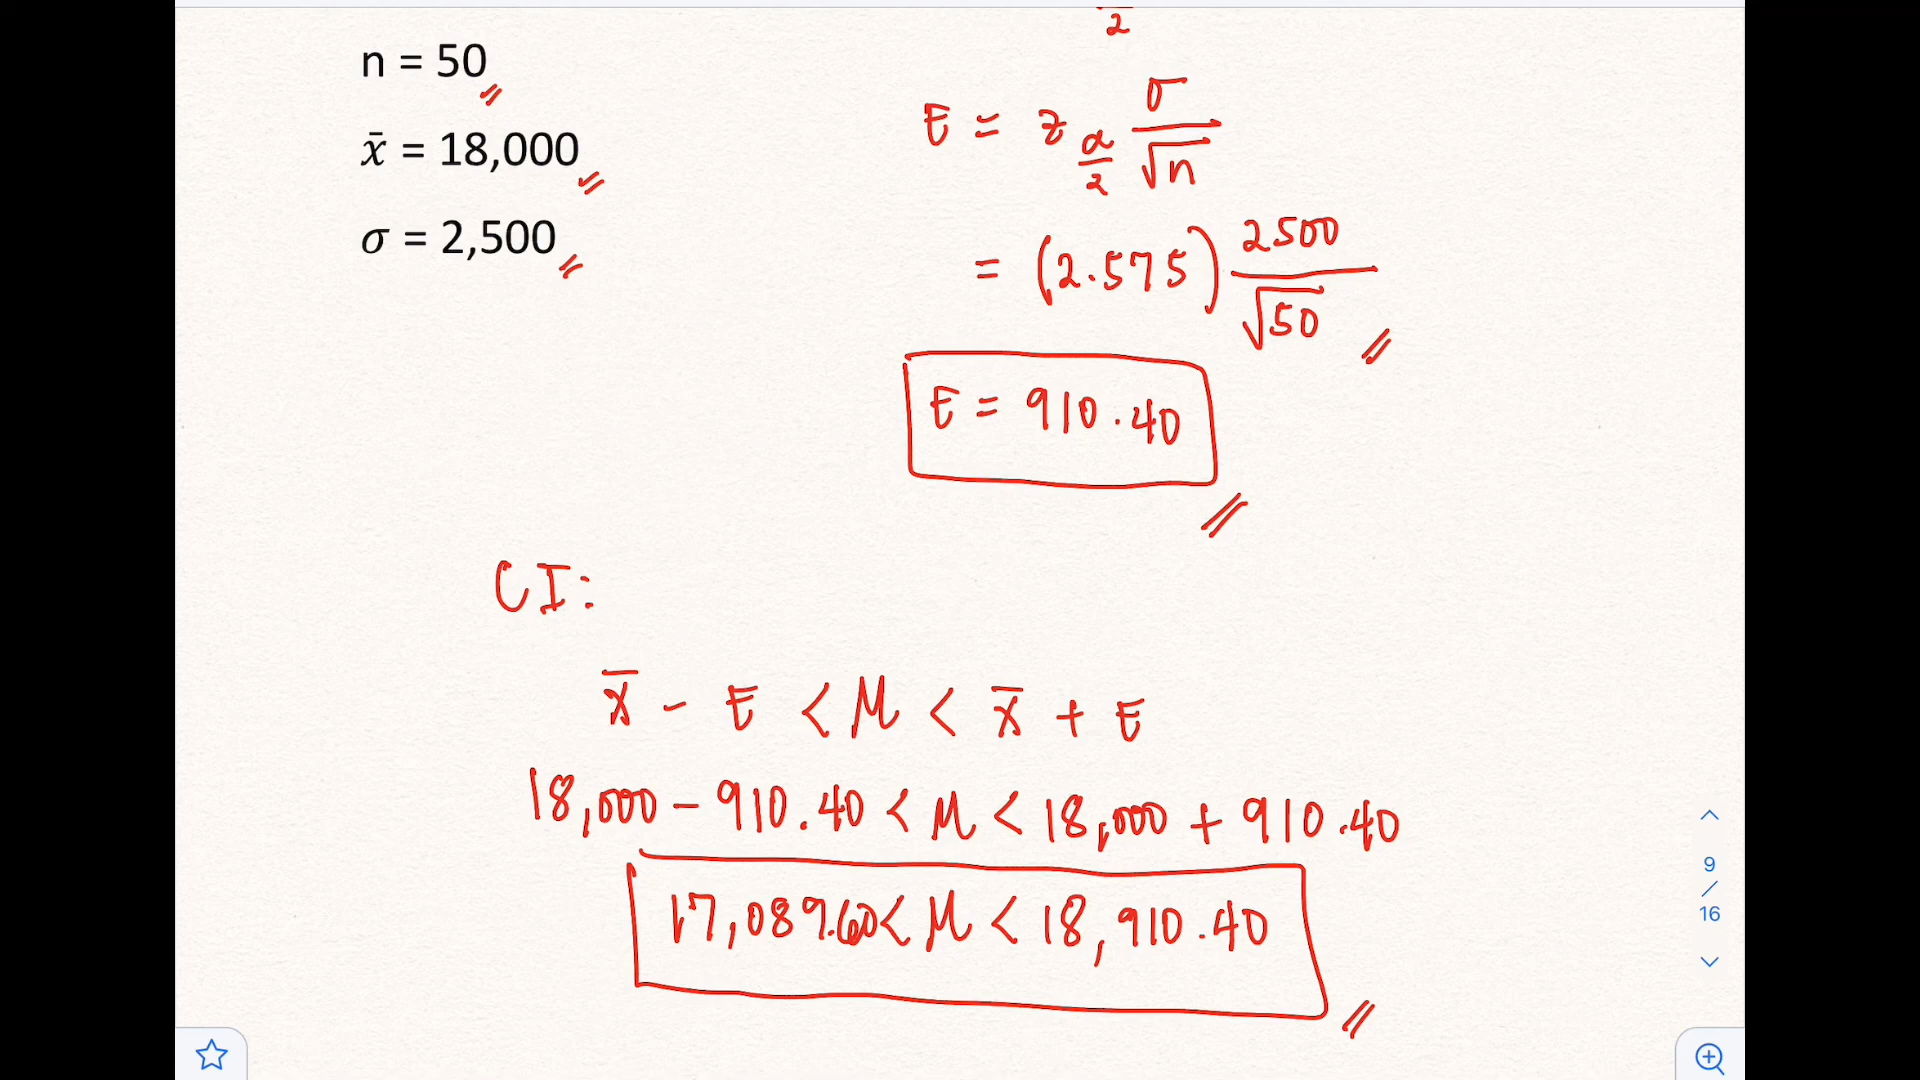 n = 50
x̄ = 18,000
σ = 2,500
2
E = z α/2 σ/√n
= (2.575) 2500/√50
E = 910.40
CI:
x̄ - E < μ < x̄ + E
18,000 - 910.40 < μ < 18,000 + 910.40
17,089.60 < μ < 18,910.40
9
/
16